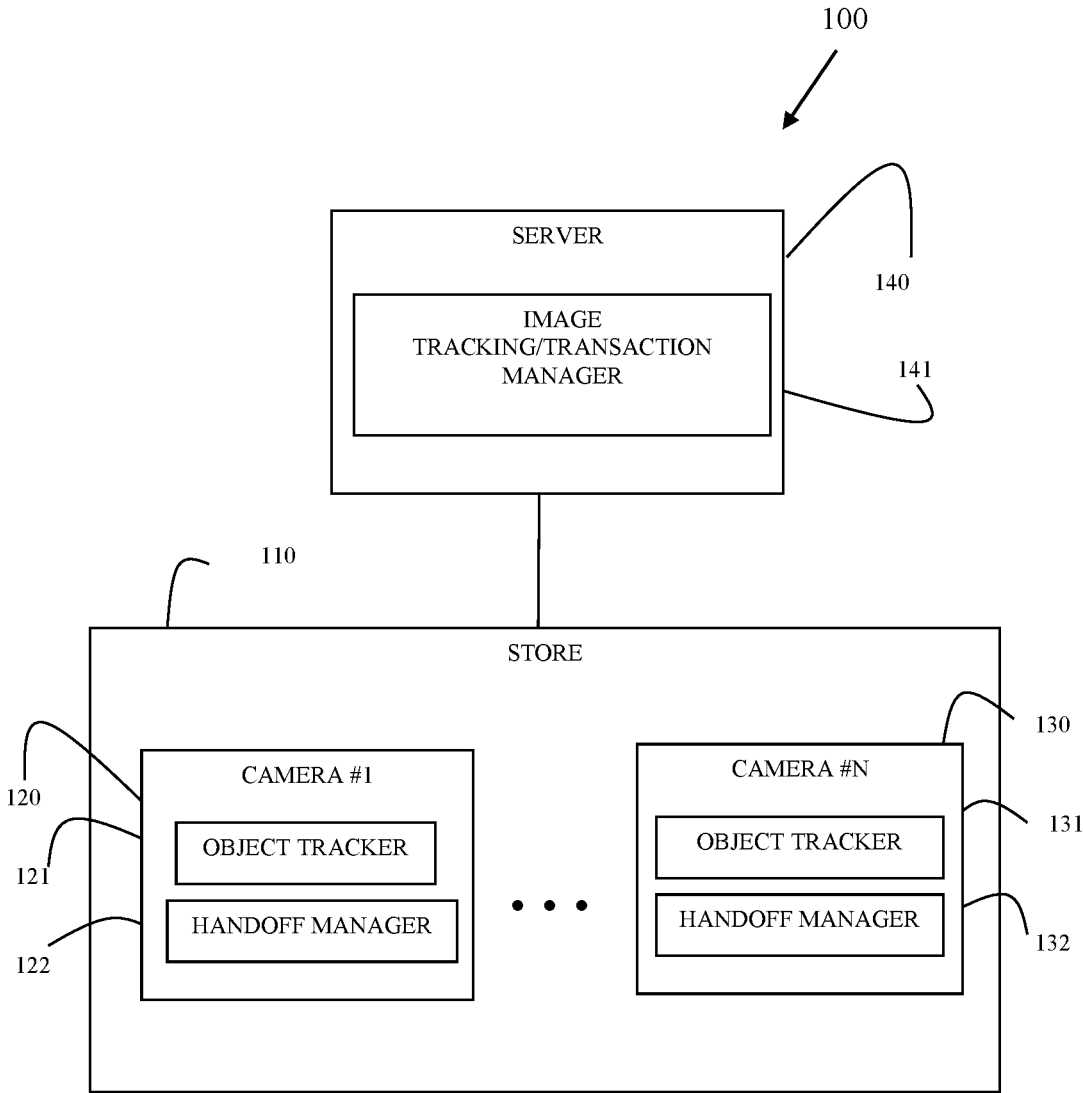 100
SERVER
140
IMAGE
TRACKING/TRANSACTION
MANAGER
141
110
STORE
130
CAMERA #1
CAMERA #N
120
131
OBJECT TRACKER
OBJECT TRACKER
121
HANDOFF MANAGER
HANDOFF MANAGER
122
132